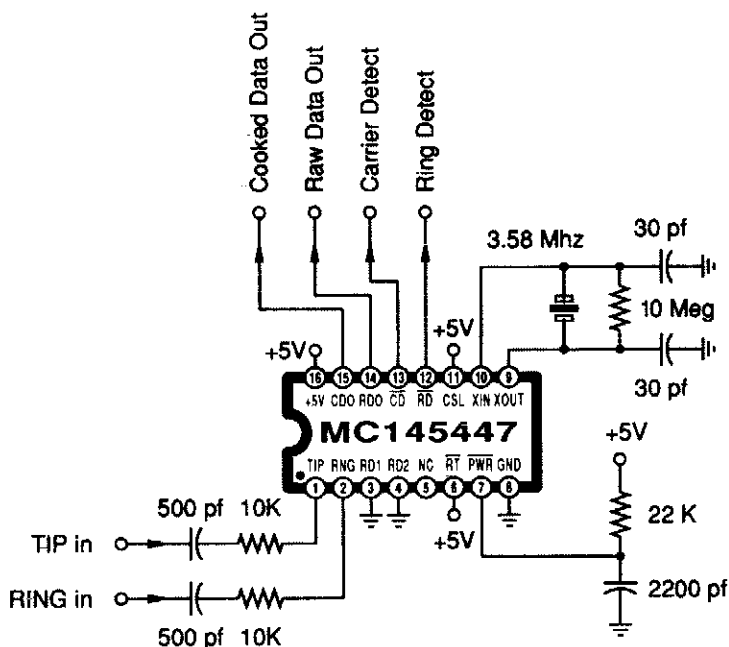 Cooked Data Out
Raw Data Out
Carrier Detect
Ring Detect
3.58 Mhz
30 pf
10 Meg
30 pf
+5V
+5V
16 15 14 13 12 11 10 9
+5V CDO RDO CD RD CSL XIN XOUT
MC145447
TIP RNG RD1 RD2 NC RT PWR GND
1 2 3 4 5 6 7 8
+5V
+5V
22 K
2200 pf
500 pf 10K
TIP in
RING in
500 pf 10K